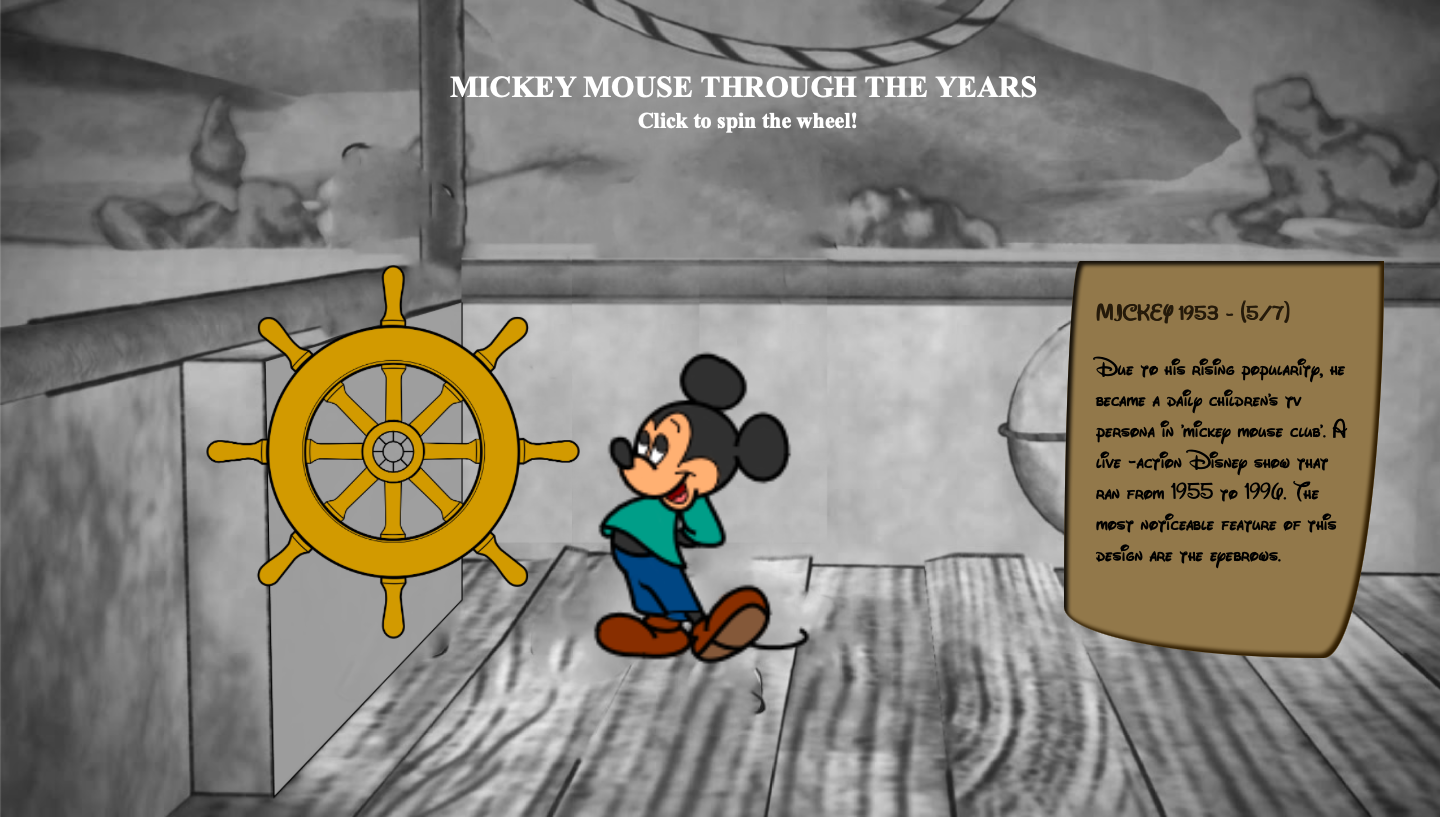 MICKEY MOUSE THROUGH THE YEARS
Click to spin the wheel!
MICKEY 1953 - (5/7)
Due to his rising popularity, he
became a daily children's tv
persona in 'mickey mouse club'. A
live -action Disney show that
ran from 1955 to 1996. The
most noticeable feature of this
design are the eyebrows.